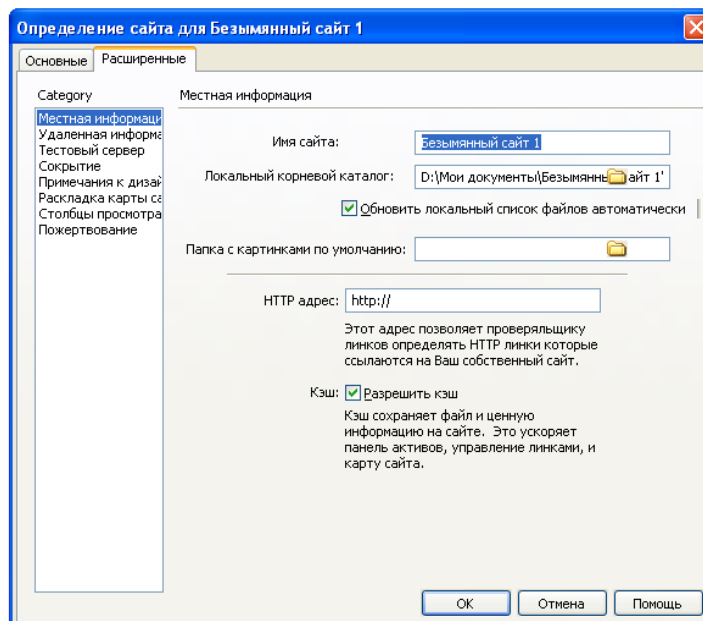 Определение сайта для Безымянный сайт 1
Основные Расширенные
Category
Местная информаци
Удаленная информа
Тестовый сервер
Сокрытие
Примечания к дизай
Раскладка карты са
Столбцы просмотра
Пожертвование
Местная информация
Имя сайта: Безымянный сайт 1
Локальный корневой каталог: D:\Мои документы\Безымянны айт 1'
Обновить локальный список файлов автоматически
Папка с картинками по умолчанию:
HTTP адрес: http://
Этот адрес позволяет проверяльщику
линков определять HTTP линки которые
ссылаются на Ваш собственный сайт.
Кэш: Разрешить кэш
Кэш сохраняет файл и ценную
информацию на сайте. Это ускоряет
панель активов, управление линками, и
карту сайта.
ОК Отмена Помощь